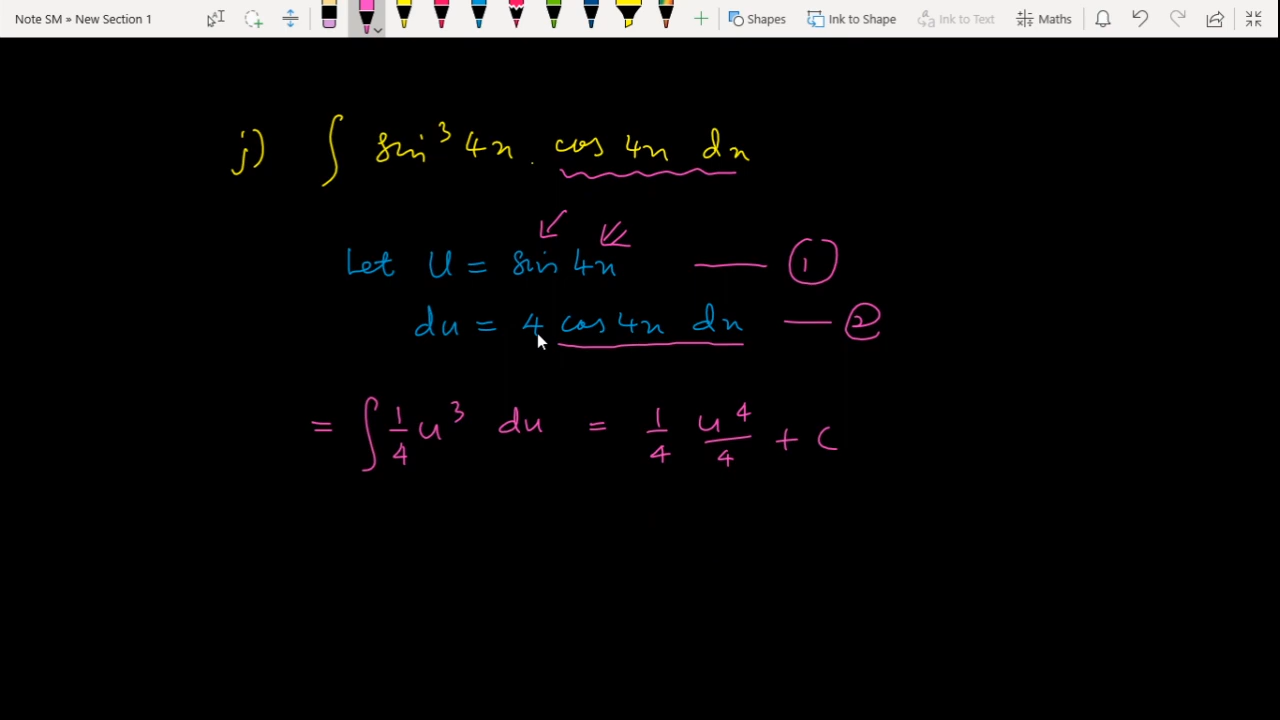 Note SM » New Section 1 Shapes Ink to Shape Ink to Text Maths
j) ∫ sin³ 4x . cos 4x dx
Let u = sin 4x —— ①
du = 4 cos 4x dx —— ②
= ∫ 1/4 u³ du = 1/4 u⁴/4 + c